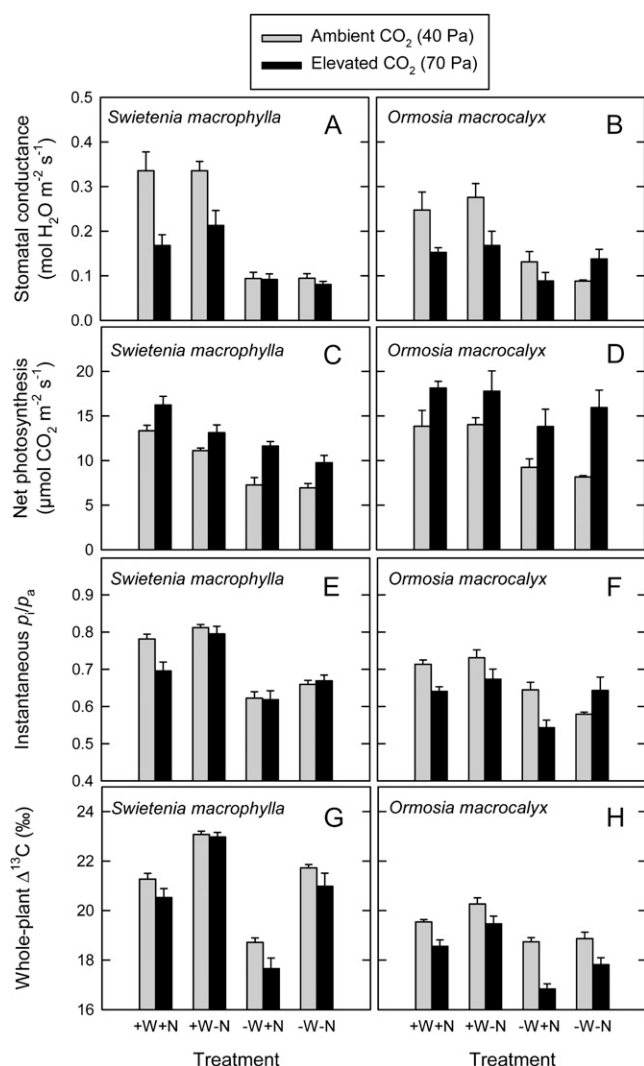 Ambient CO₂ (40 Pa)
Elevated CO₂ (70 Pa)
Stomatal conductance
(mol H₂O m⁻² s⁻¹)
0.5
0.4
0.3
0.2
0.1
0.0
Swietenia macrophylla A
Ormosia macrocalyx B
Net photosynthesis
(µmol CO₂ m⁻² s⁻¹)
20
15
10
5
0
Swietenia macrophylla C
Ormosia macrocalyx D
Instantaneous pᵢ/pₐ
0.9
0.8
0.7
0.6
0.5
0.4
Swietenia macrophylla E
Ormosia macrocalyx F
Whole-plant Δ¹³C (‰)
24
22
20
18
16
Swietenia macrophylla G
Ormosia macrocalyx H
+W+N +W-N -W+N -W-N
+W+N +W-N -W+N -W-N
Treatment
Treatment